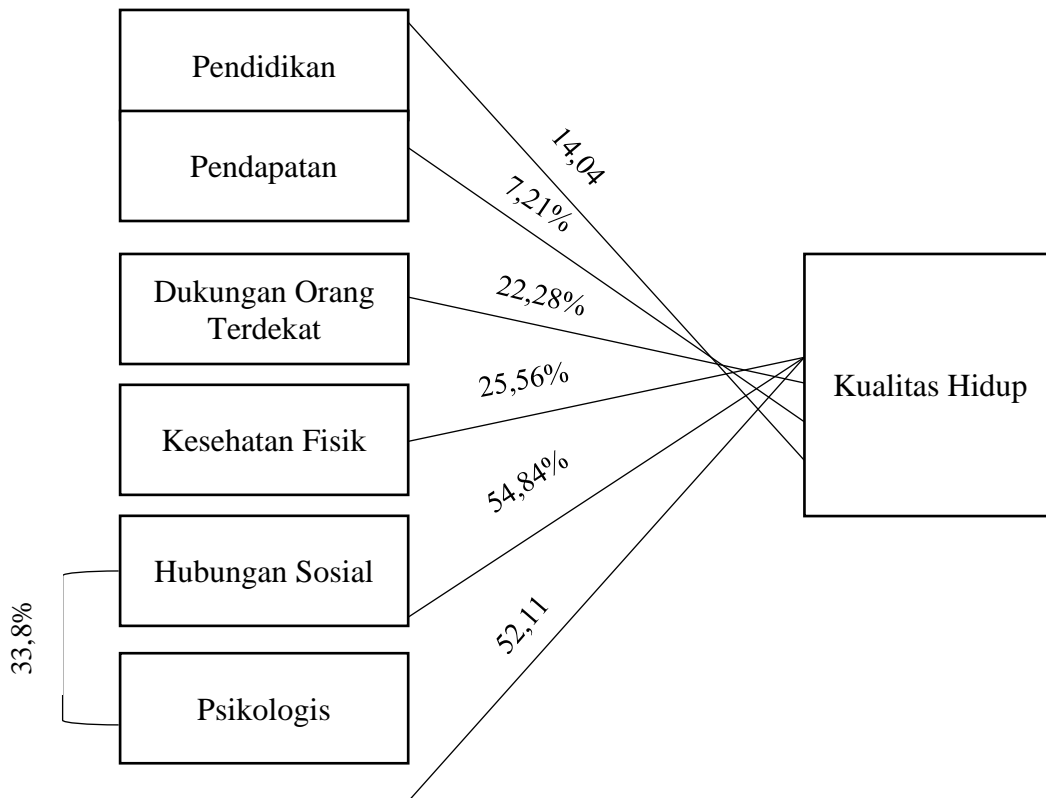 Pendidikan
14,04
Pendapatan
7,21%
Dukungan Orang
Terdekat
22,28%
Kualitas Hidup
25,56%
Kesehatan Fisik
54,84%
Hubungan Sosial
33,8%
52,11
Psikologis